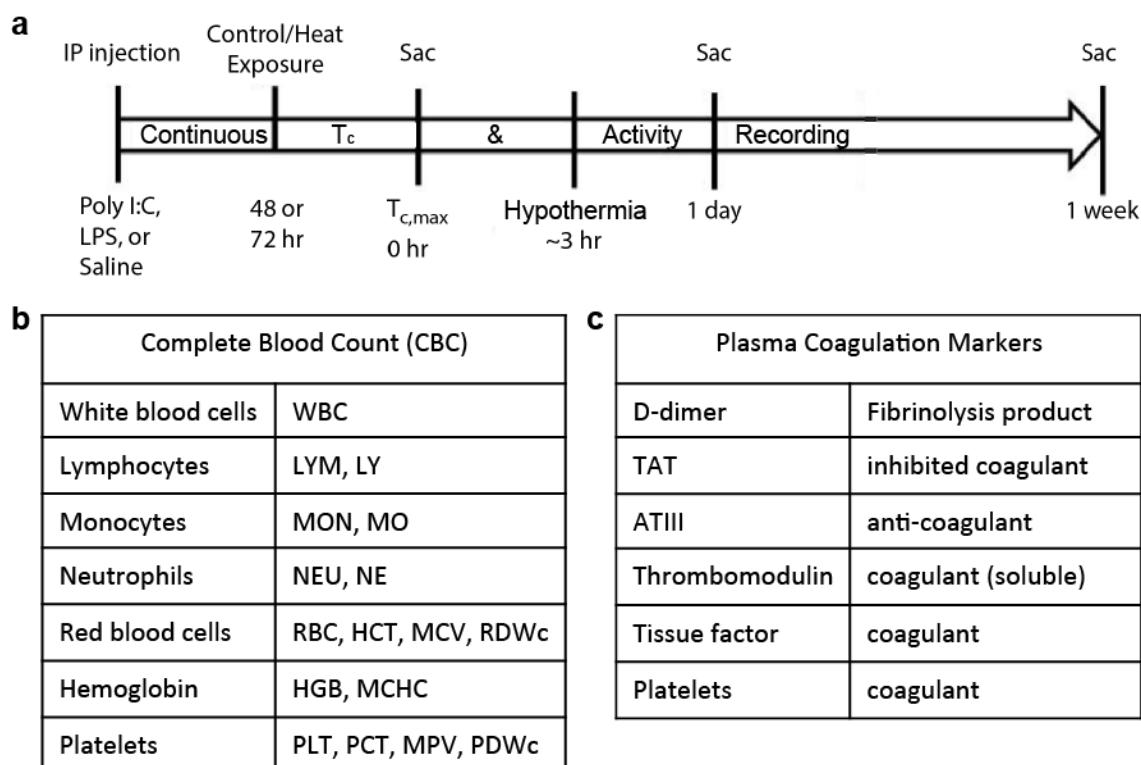 a
IP injection
Control/Heat
Exposure
Sac
Sac
Sac
Continuous
Tc
&
Activity
Recording
Poly I:C,
LPS, or
Saline
48 or
72 hr
Tc,max
0 hr
Hypothermia
~3 hr
1 day
1 week
b
Complete Blood Count (CBC)
White blood cells WBC
Lymphocytes LYM, LY
Monocytes MON, MO
Neutrophils NEU, NE
Red blood cells RBC, HCT, MCV, RDWc
Hemoglobin HGB, MCHC
Platelets PLT, PCT, MPV, PDWc
c
Plasma Coagulation Markers
D-dimer Fibrinolysis product
TAT inhibited coagulant
ATIII anti-coagulant
Thrombomodulin coagulant (soluble)
Tissue factor coagulant
Platelets coagulant